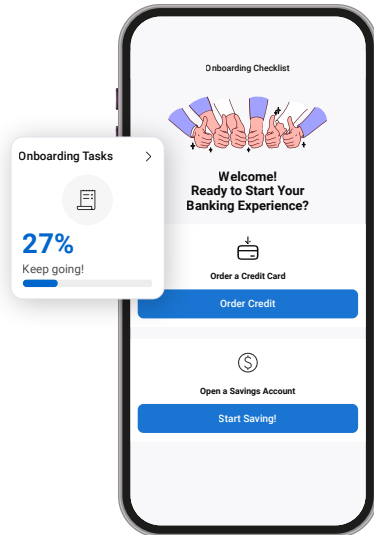 Onboarding Checklist
Welcome!
Ready to Start Your
Banking Experience?
Onboarding Tasks
27%
Keep going!
Order a Credit Card
Order Credit
Open a Savings Account
Start Saving!